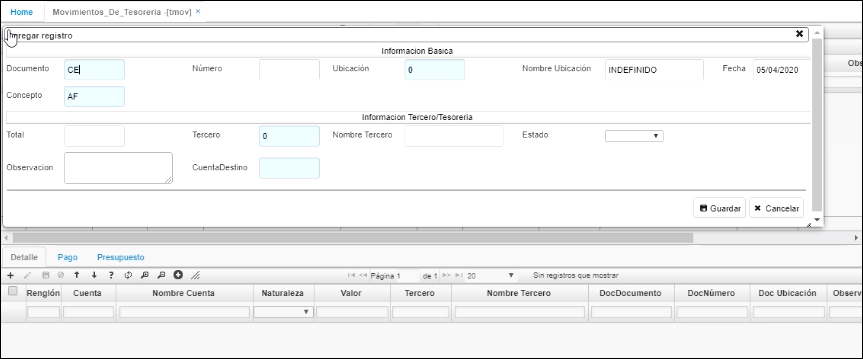 Home Movimientos_De_Tesoreria -[tmov] ×
Agregar registro
Informacion Basica
Documento CE Número Ubicación 0 Nombre Ubicación INDEFINIDO Fecha 05/04/2020
Concepto AF
Informacion Tercero/Tesoreria
Total Tercero 0 Nombre Tercero Estado
Observacion CuentaDestino
Guardar Cancelar
Detalle Pago Presupuesto
Página 1 de 1 20 Sin registros que mostrar
Renglón Cuenta Nombre Cuenta Naturaleza Valor Tercero Nombre Tercero DocDocumento DocNúmero Doc Ubicación Observ